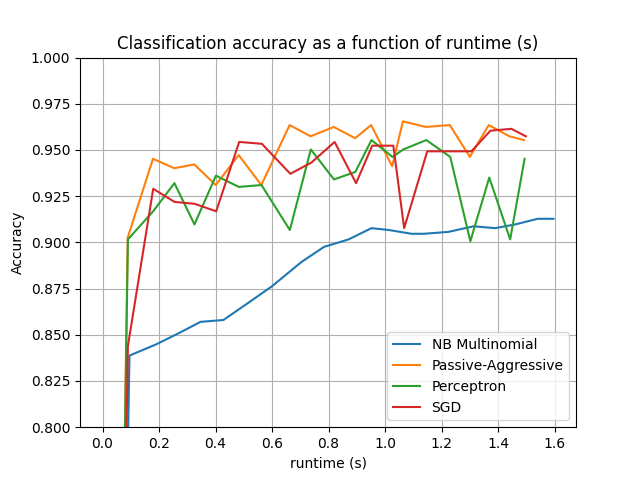 Classification accuracy as a function of runtime (s)
1.000
0.975
0.950
0.925
0.900
0.875
0.850
0.825
0.800
Accuracy
NB Multinomial
Passive-Aggressive
Perceptron
SGD
0.0 0.2 0.4 0.6 0.8 1.0 1.2 1.4 1.6
runtime (s)